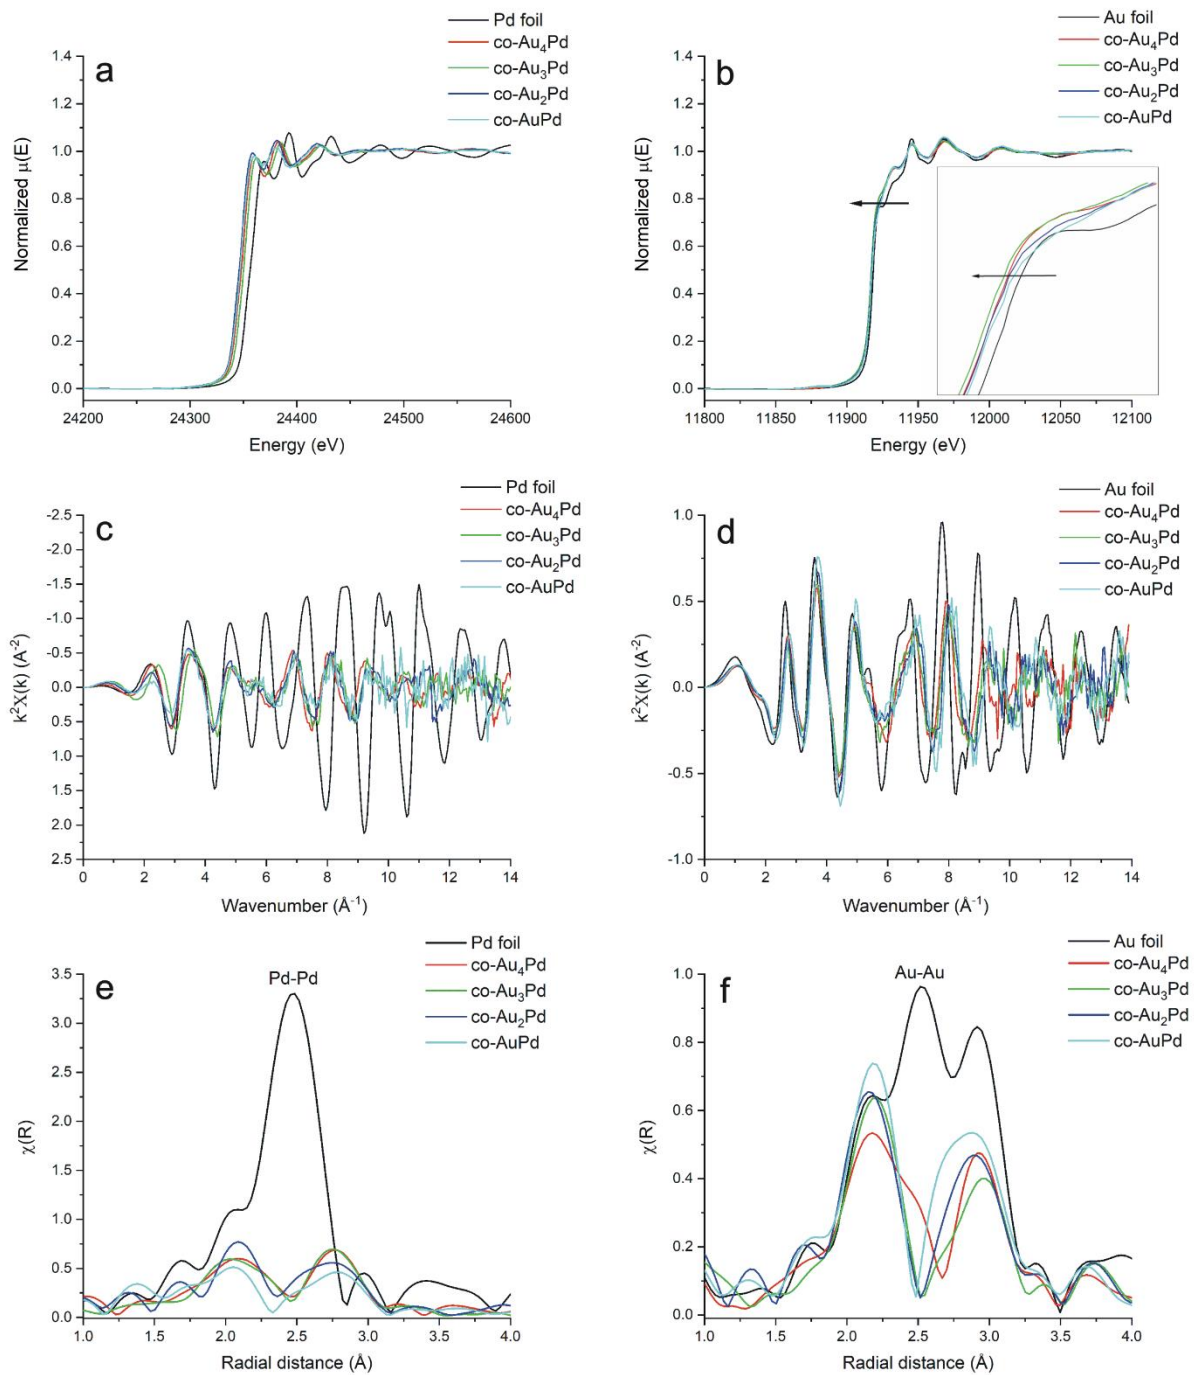 Pd foil
co-Au₄Pd
co-Au₃Pd
co-Au₂Pd
co-AuPd
a
1.4
1.2
1.0
0.8
0.6
0.4
0.2
0.0
Normalized μ(E)
24200 24300 24400 24500 24600
Energy (eV)
Au foil
co-Au₄Pd
co-Au₃Pd
co-Au₂Pd
co-AuPd
b
1.4
1.2
1.0
0.8
0.6
0.4
0.2
0.0
Normalized μ(E)
11800 11850 11900 11950 12000 12050 12100
Energy (eV)
Pd foil
co-Au₄Pd
co-Au₃Pd
co-Au₂Pd
co-AuPd
c
-2.5
-2.0
-1.5
-1.0
-0.5
0.0
0.5
1.0
1.5
2.0
2.5
k²X(k) (A⁻²)
0 2 4 6 8 10 12 14
Wavenumber (Å⁻¹)
Au foil
co-Au₄Pd
co-Au₃Pd
co-Au₂Pd
co-AuPd
d
1.0
0.5
0.0
-0.5
-1.0
k²X(k) (A⁻²)
0 2 4 6 8 10 12 14
Wavenumber (Å⁻¹)
Pd foil
co-Au₄Pd
co-Au₃Pd
co-Au₂Pd
co-AuPd
e
Pd-Pd
3.5
3.0
2.5
2.0
1.5
1.0
0.5
0.0
χ(R)
1.0 1.5 2.0 2.5 3.0 3.5 4.0
Radial distance (Å)
Au foil
co-Au₄Pd
co-Au₃Pd
co-Au₂Pd
co-AuPd
f
Au-Au
1.0
0.8
0.6
0.4
0.2
0.0
χ(R)
1.0 1.5 2.0 2.5 3.0 3.5 4.0
Radial distance (Å)